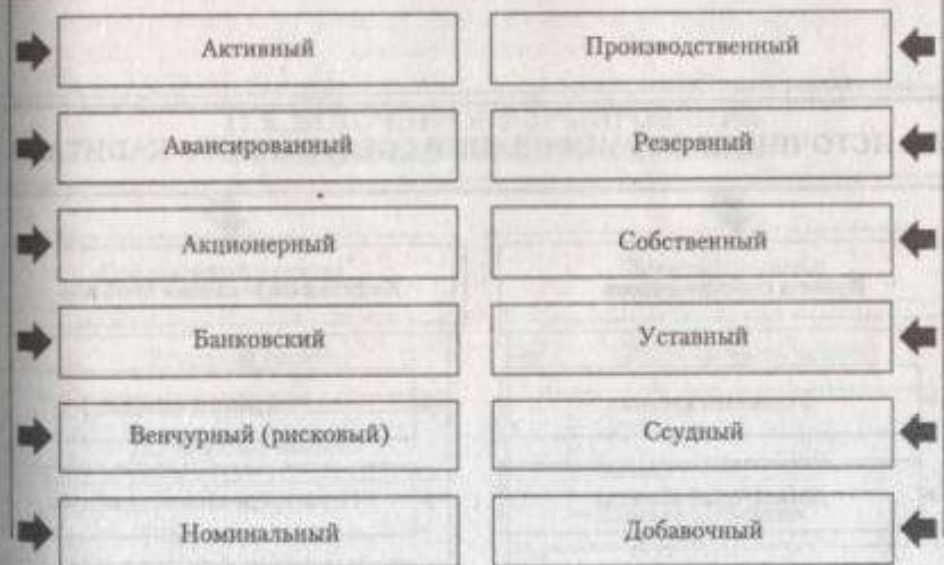 Активный
Производственный
Авансированный
Резервный
Акционерный
Собственный
Банковский
Уставный
Венчурный (рисковый)
Ссудный
Номинальный
Добавочный